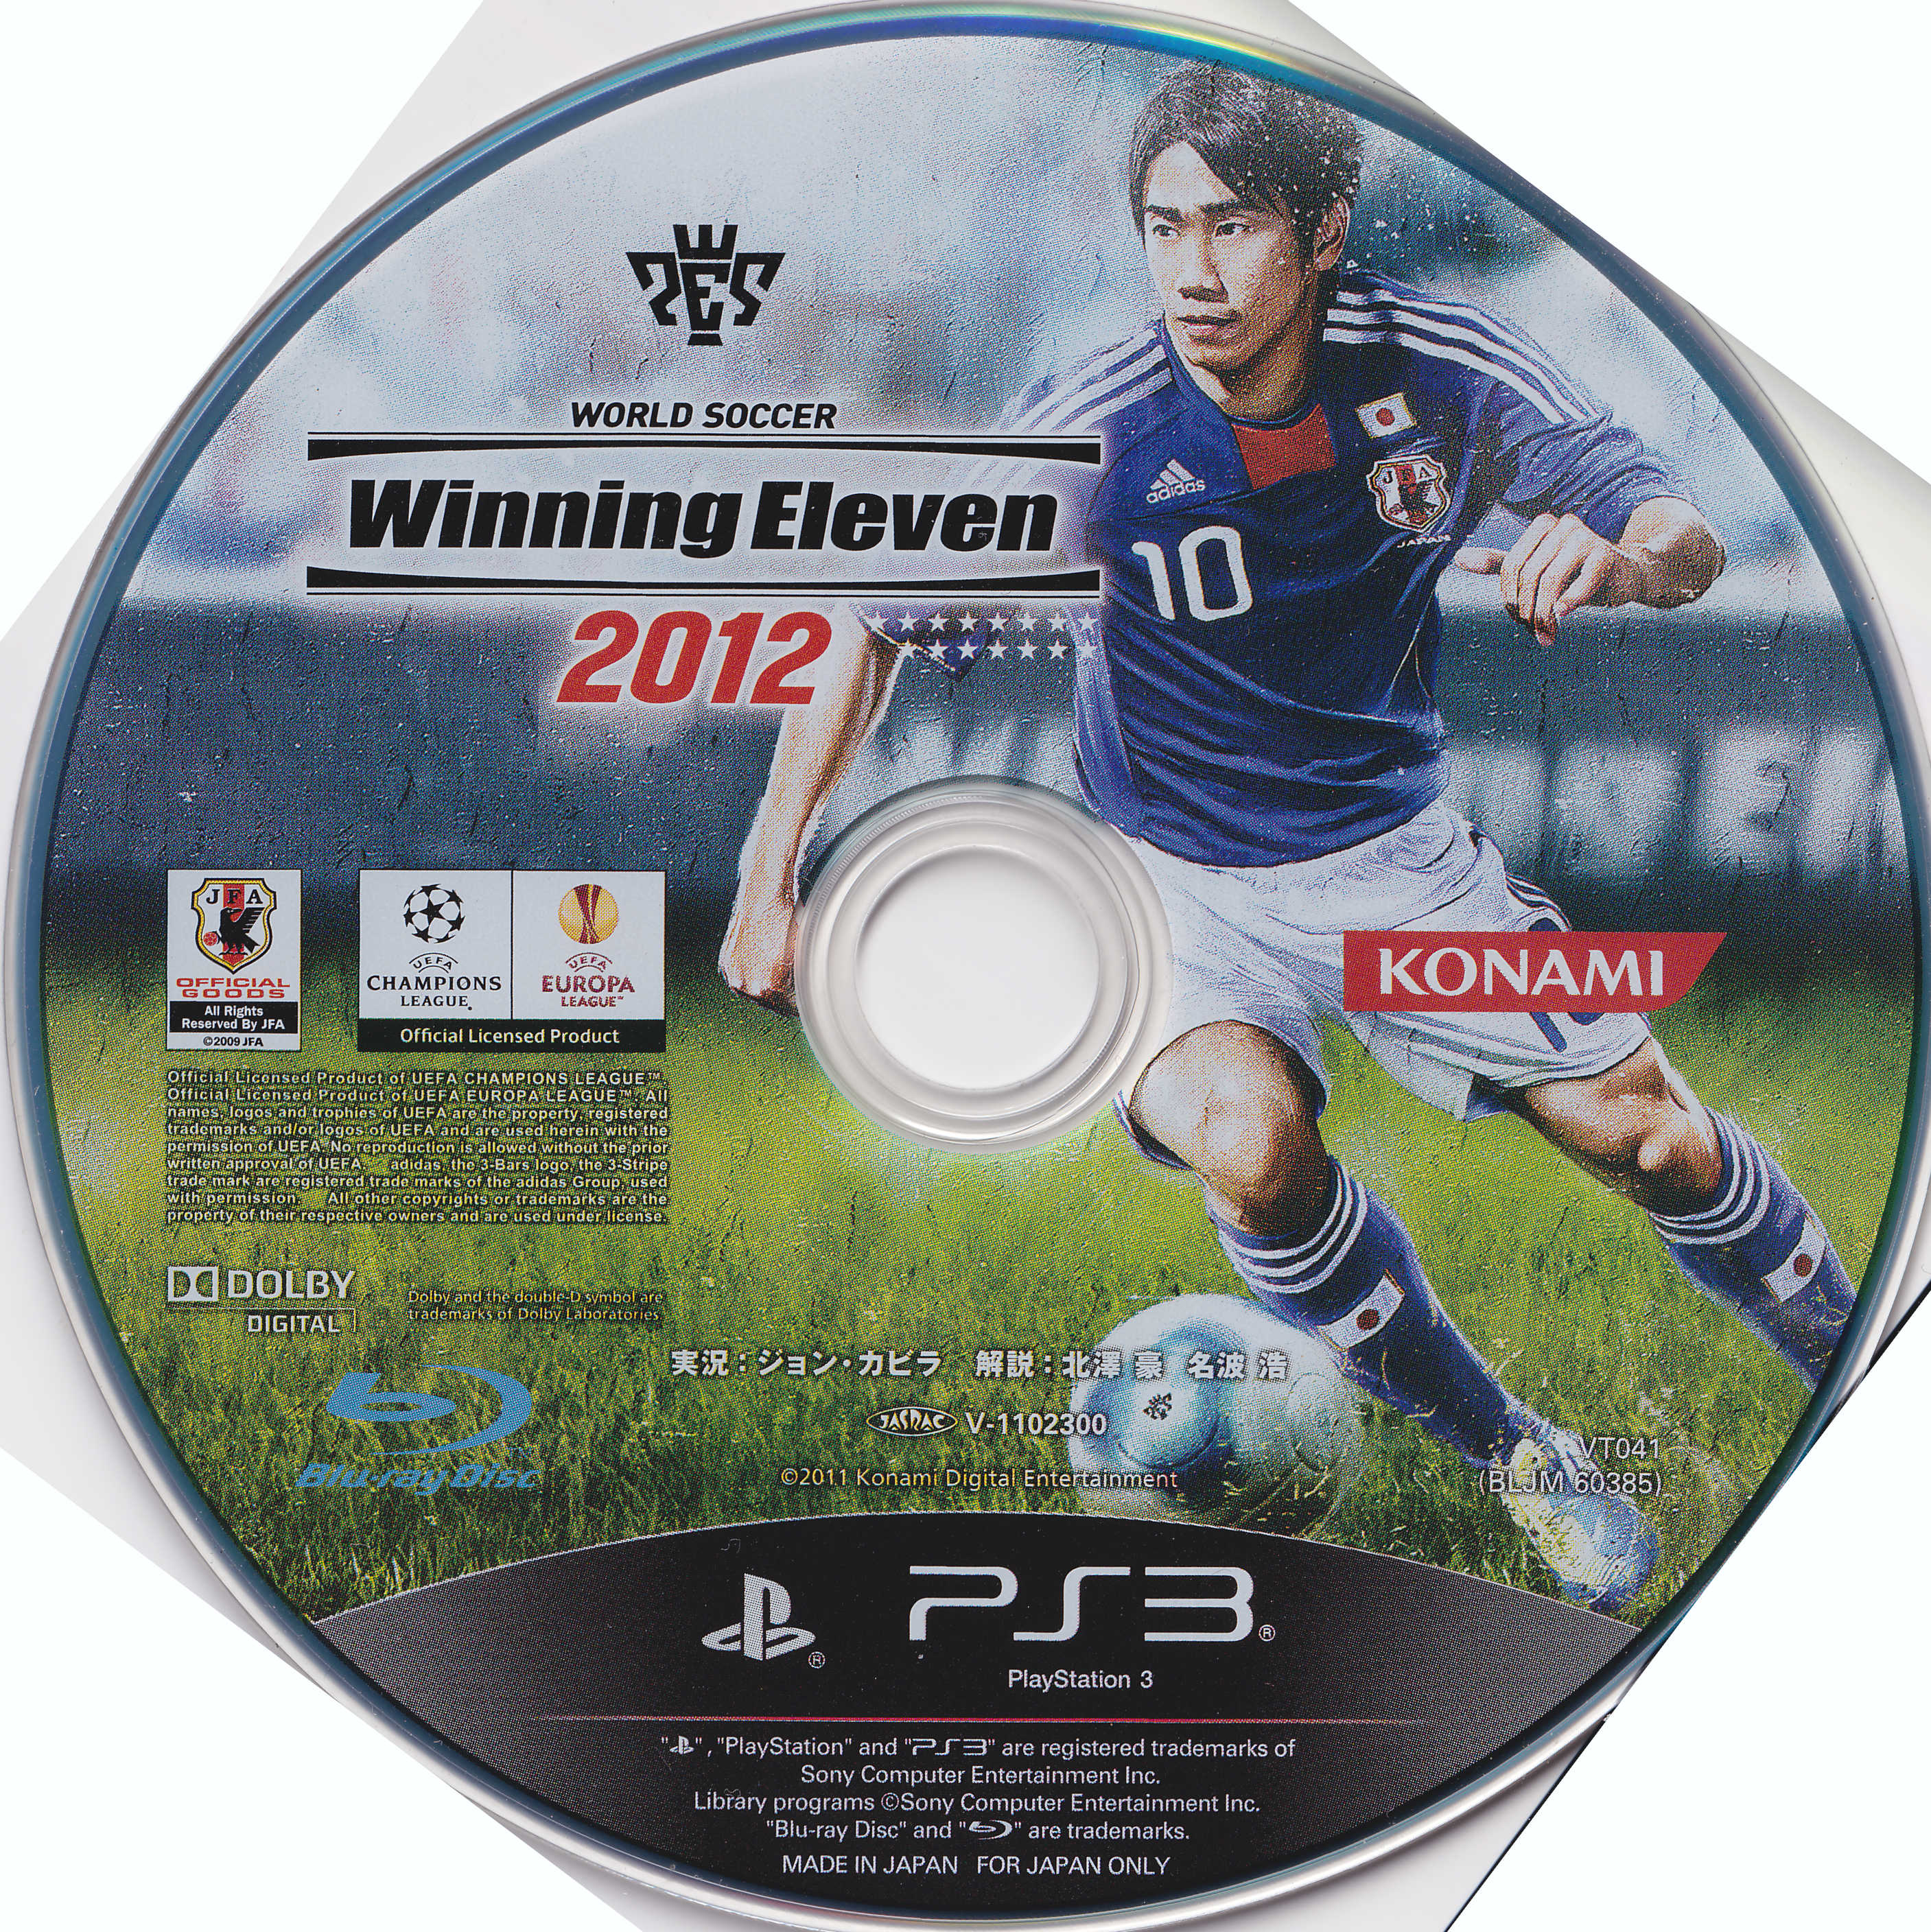 WE
PES
WORLD SOCCER
Winning Eleven
2012
adidas
10
JFA
JAPAN
JFA
OFFICIAL
GOODS
All Rights
Reserved By JFA
©2009 JFA
UEFA
CHAMPIONS
LEAGUE®
UEFA
EUROPA
LEAGUE™
Official Licensed Product
KONAMI
Official Licensed Product of UEFA CHAMPIONS LEAGUE™.
Official Licensed Product of UEFA EUROPA LEAGUE™. All
names, logos and trophies of UEFA are the property, registered
trademarks and/or logos of UEFA and are used herein with the
permission of UEFA. No reproduction is allowed without the prior
written approval of UEFA. adidas, the 3-Bars logo, the 3-Stripe
trade mark are registered trade marks of the adidas Group, used
with permission. All other copyrights or trademarks are the
property of their respective owners and are used under license.
DOLBY
DIGITAL
Dolby and the double-D symbol are
trademarks of Dolby Laboratories
実況：ジョン・カビラ 解説：北澤 豪 名波 浩
JASRAC V-1102300
Blu-ray Disc™
©2011 Konami Digital Entertainment
VT041
(BLJM 60385)
PS3®
PlayStation 3
" ", "PlayStation" and "PS3" are registered trademarks of
Sony Computer Entertainment Inc.
Library programs ©Sony Computer Entertainment Inc.
"Blu-ray Disc" and " " are trademarks.
MADE IN JAPAN FOR JAPAN ONLY